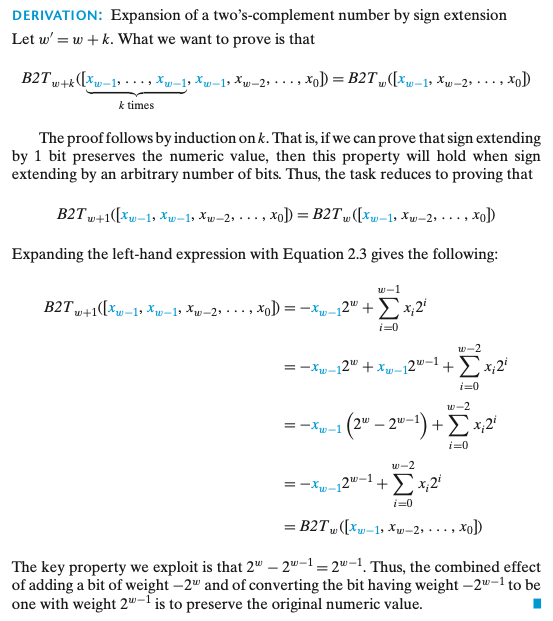 DERIVATION: Expansion of a two's-complement number by sign extension
Let w′ = w + k. What we want to prove is that
B2T_{w+k}([x_{w−1}, . . . , x_{w−1}, x_{w−1}, x_{w−2}, . . . , x_0]) = B2T_w([x_{w−1}, x_{w−2}, . . . , x_0])
k times
The proof follows by induction on k. That is, if we can prove that sign extending
by 1 bit preserves the numeric value, then this property will hold when sign
extending by an arbitrary number of bits. Thus, the task reduces to proving that
B2T_{w+1}([x_{w−1}, x_{w−1}, x_{w−2}, . . . , x_0]) = B2T_w([x_{w−1}, x_{w−2}, . . . , x_0])
Expanding the left-hand expression with Equation 2.3 gives the following:
B2T_{w+1}([x_{w−1}, x_{w−1}, x_{w−2}, . . . , x_0]) = −x_{w−1}2^w + ∑_{i=0}^{w−1} x_i2^i
= −x_{w−1}2^w + x_{w−1}2^{w−1} + ∑_{i=0}^{w−2} x_i2^i
= −x_{w−1} (2^w − 2^{w−1}) + ∑_{i=0}^{w−2} x_i2^i
= −x_{w−1}2^{w−1} + ∑_{i=0}^{w−2} x_i2^i
= B2T_w([x_{w−1}, x_{w−2}, . . . , x_0])
The key property we exploit is that 2^w − 2^{w−1} = 2^{w−1}. Thus, the combined effect
of adding a bit of weight −2^w and of converting the bit having weight −2^{w−1} to be
one with weight 2^{w−1} is to preserve the original numeric value.